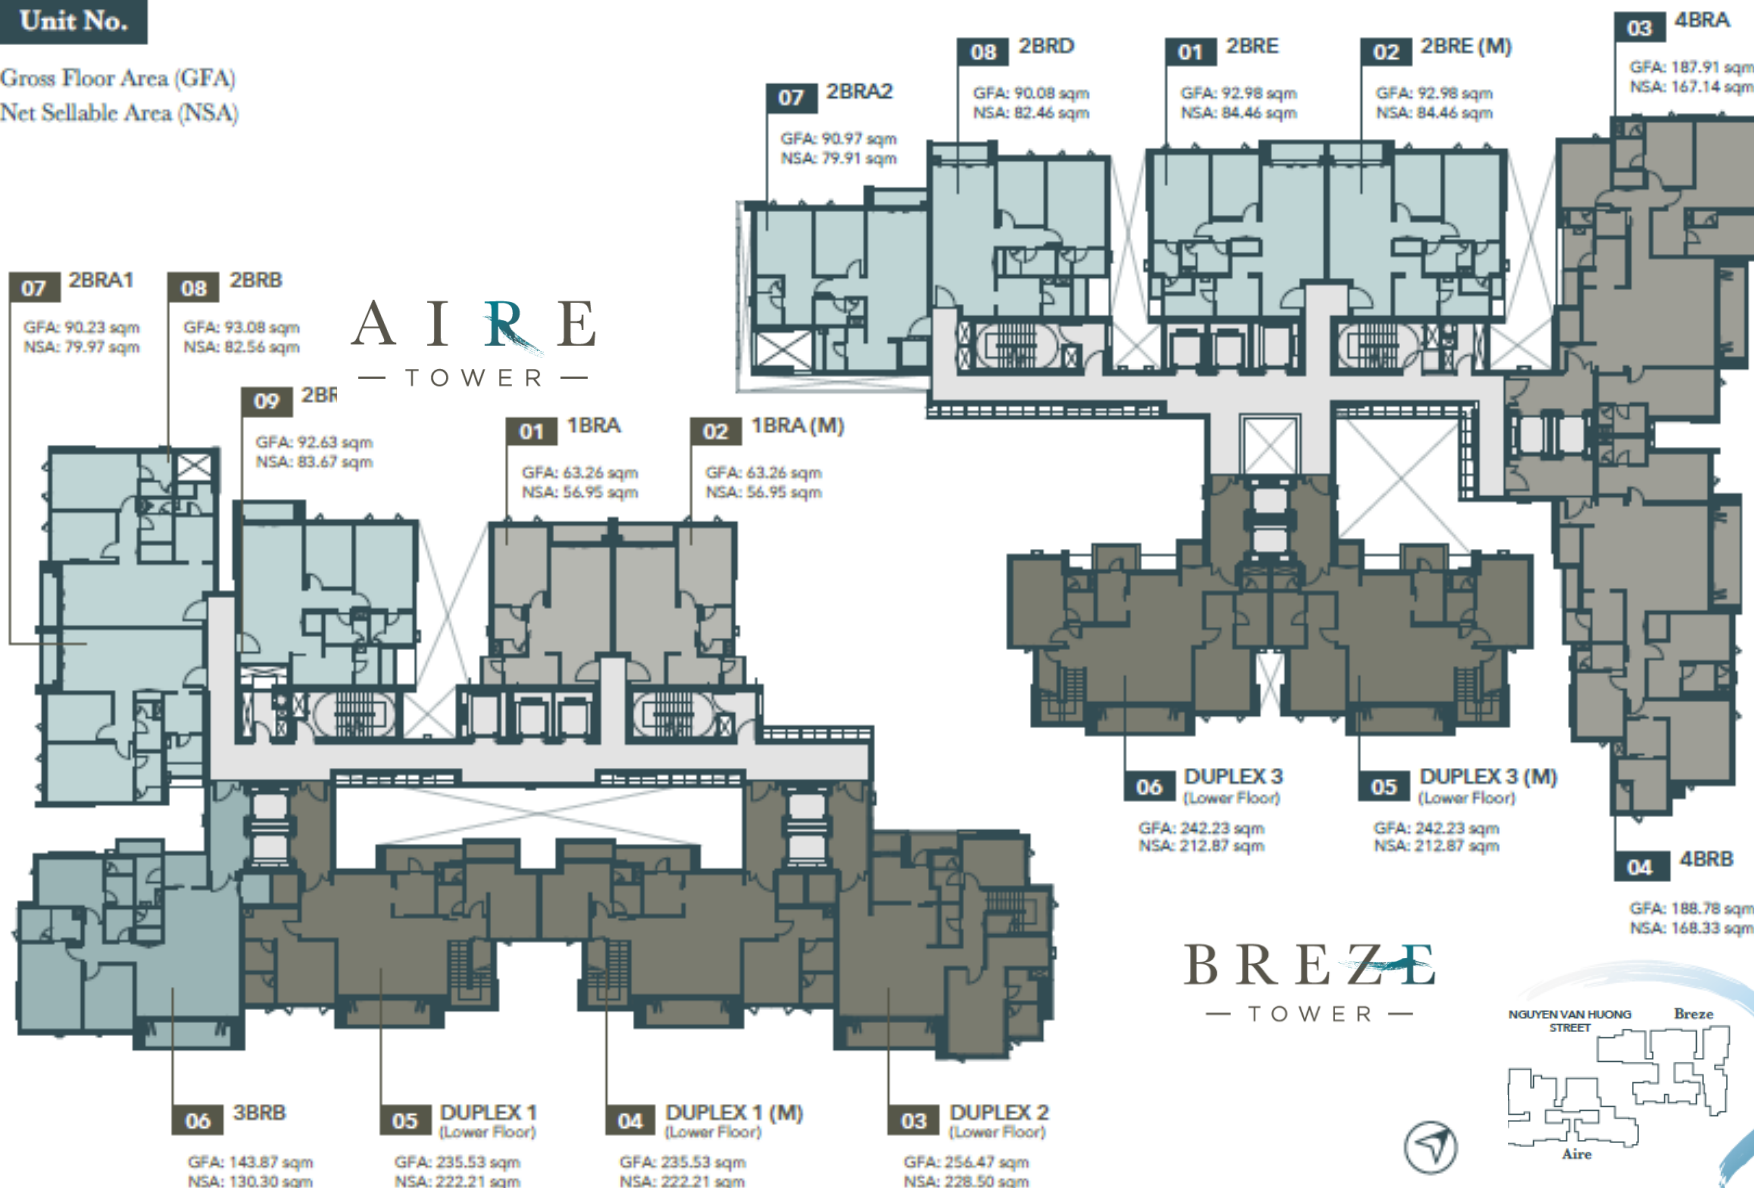 Unit No.
Gross Floor Area (GFA)
Net Sellable Area (NSA)
07 2BRA2
GFA: 90.97 sqm
NSA: 79.91 sqm
08 2BRD
GFA: 90.08 sqm
NSA: 82.46 sqm
01 2BRE
GFA: 92.98 sqm
NSA: 84.46 sqm
02 2BRE (M)
GFA: 92.98 sqm
NSA: 84.46 sqm
03 4BRA
GFA: 187.91 sqm
NSA: 167.14 sqm
07 2BRA1
GFA: 90.23 sqm
NSA: 79.97 sqm
08 2BRB
GFA: 93.08 sqm
NSA: 82.56 sqm
AIRE
TOWER
09 2BR
GFA: 92.63 sqm
NSA: 83.67 sqm
01 1BRA
GFA: 63.26 sqm
NSA: 56.95 sqm
02 1BRA (M)
GFA: 63.26 sqm
NSA: 56.95 sqm
06 DUPLEX 3
(Lower Floor)
GFA: 242.23 sqm
NSA: 212.87 sqm
05 DUPLEX 3 (M)
(Lower Floor)
GFA: 242.23 sqm
NSA: 212.87 sqm
04 4BRB
GFA: 188.78 sqm
NSA: 168.33 sqm
BREZE
TOWER
06 3BRB
GFA: 143.87 sqm
NSA: 130.30 sqm
05 DUPLEX 1
(Lower Floor)
GFA: 235.53 sqm
NSA: 222.21 sqm
04 DUPLEX 1 (M)
(Lower Floor)
GFA: 235.53 sqm
NSA: 222.21 sqm
03 DUPLEX 2
(Lower Floor)
GFA: 256.47 sqm
NSA: 228.50 sqm
NGUYEN VAN HUONG
STREET
Breze
Aire